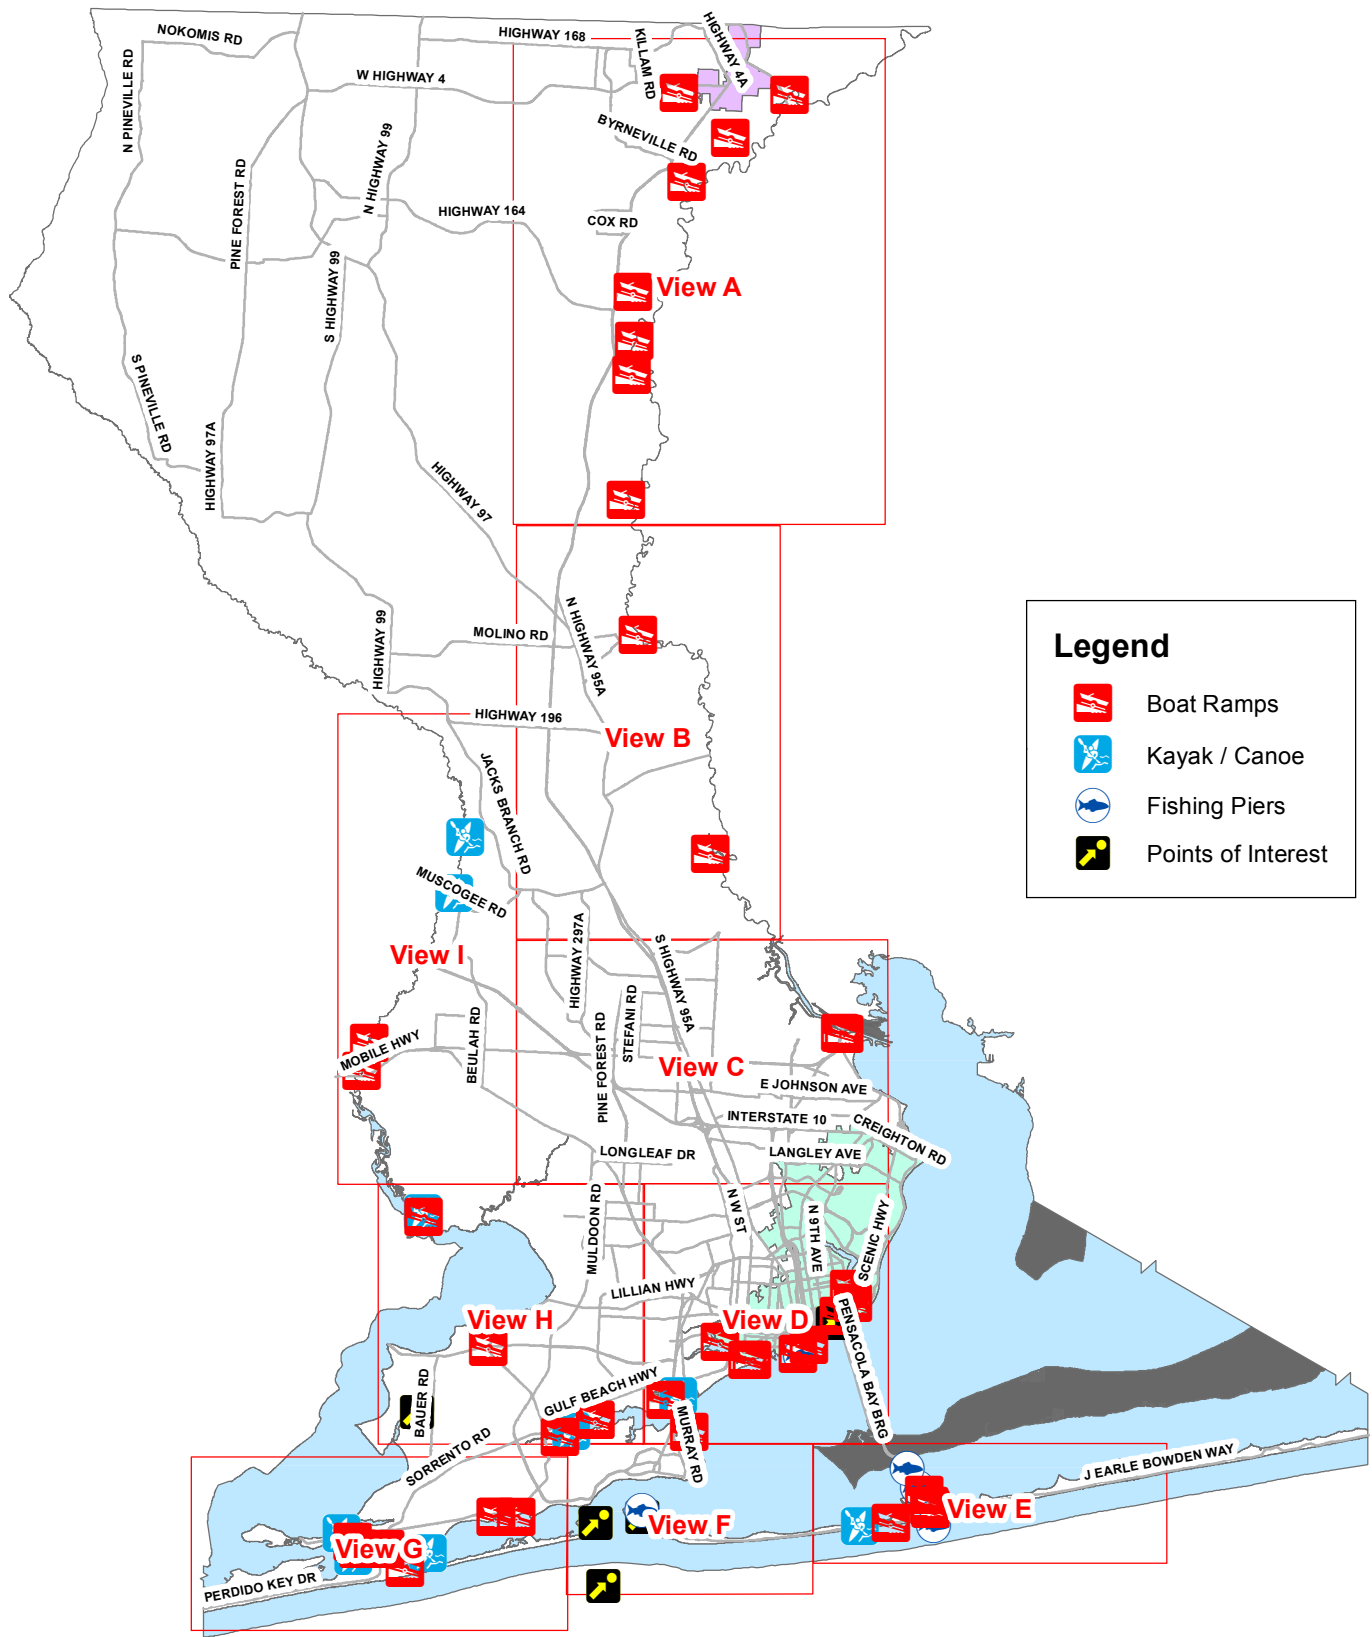 NOKOMIS RD
HIGHWAY 168
KILLAM RD
HIGHWAY 4A
N PINEVILLE RD
W HIGHWAY 4
BYRNEVILLE RD
PINE FOREST RD
N HIGHWAY 99
HIGHWAY 164
COX RD
S HIGHWAY 99
View A
S PINEVILLE RD
HIGHWAY 97A
HIGHWAY 97
HIGHWAY 99
MOLINO RD
N HIGHWAY 95A
HIGHWAY 196
View B
JACKS BRANCH RD
MUSCOGEE RD
View I
HIGHWAY 297A
S HIGHWAY 95A
STEFANI RD
MOBILE HWY
BEULAH RD
PINE FOREST RD
View C
E JOHNSON AVE
INTERSTATE 10
CREIGHTON RD
LONGLEAF DR
LANGLEY AVE
MULDOON RD
N W ST
N 9TH AVE
SCENIC HWY
LILLIAN HWY
View H
View D
PENSACOLA BAY BRG
BAUER RD
GULF BEACH HWY
MURRAY RD
SORRENTO RD
J EARLE BOWDEN WAY
View E
View F
View G
PERDIDO KEY DR
Legend
Boat Ramps
Kayak / Canoe
Fishing Piers
Points of Interest